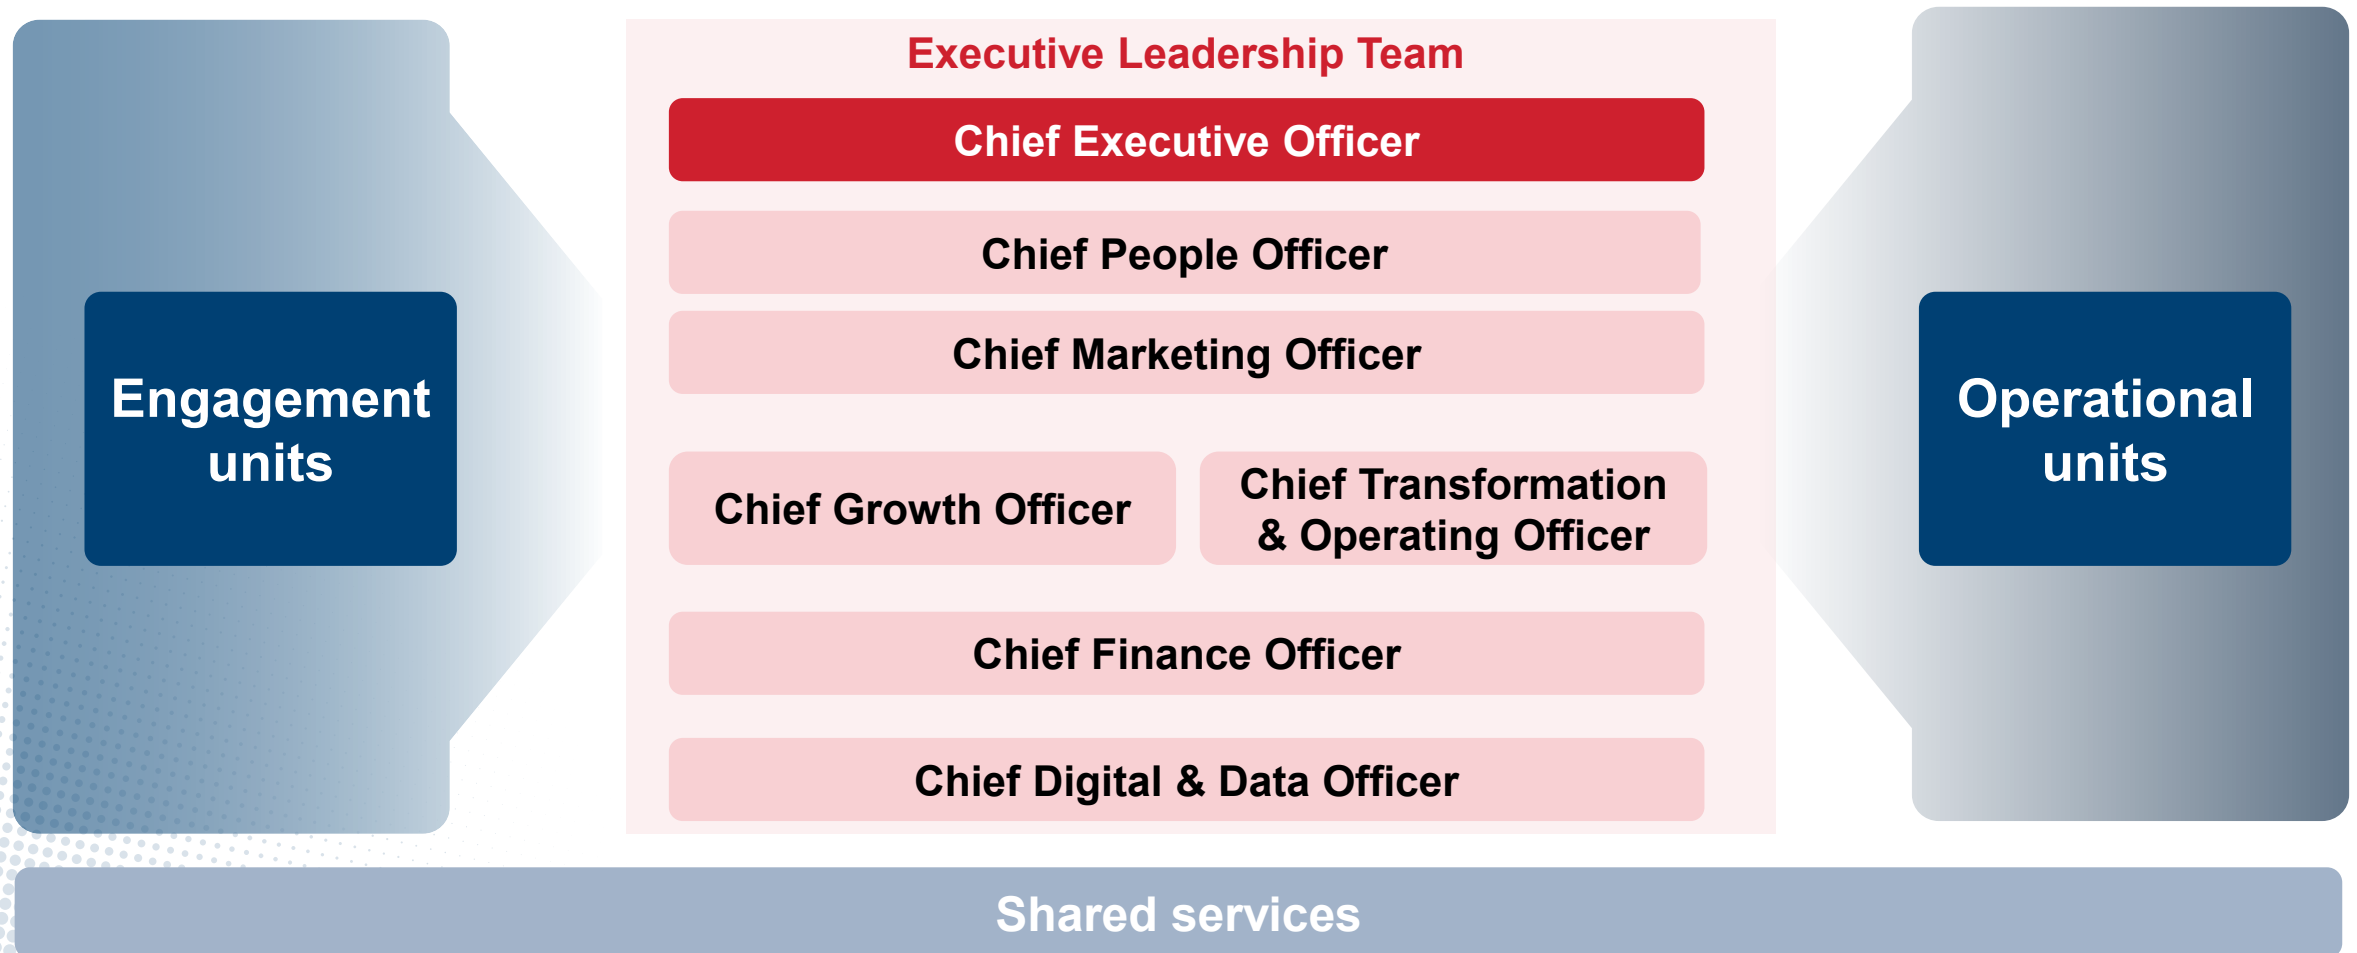 Executive Leadership Team
Chief Executive Officer
Chief People Officer
Chief Marketing Officer
Engagement
units
Chief Growth Officer
Chief Transformation
& Operating Officer
Operational
units
Chief Finance Officer
Chief Digital & Data Officer
Shared services